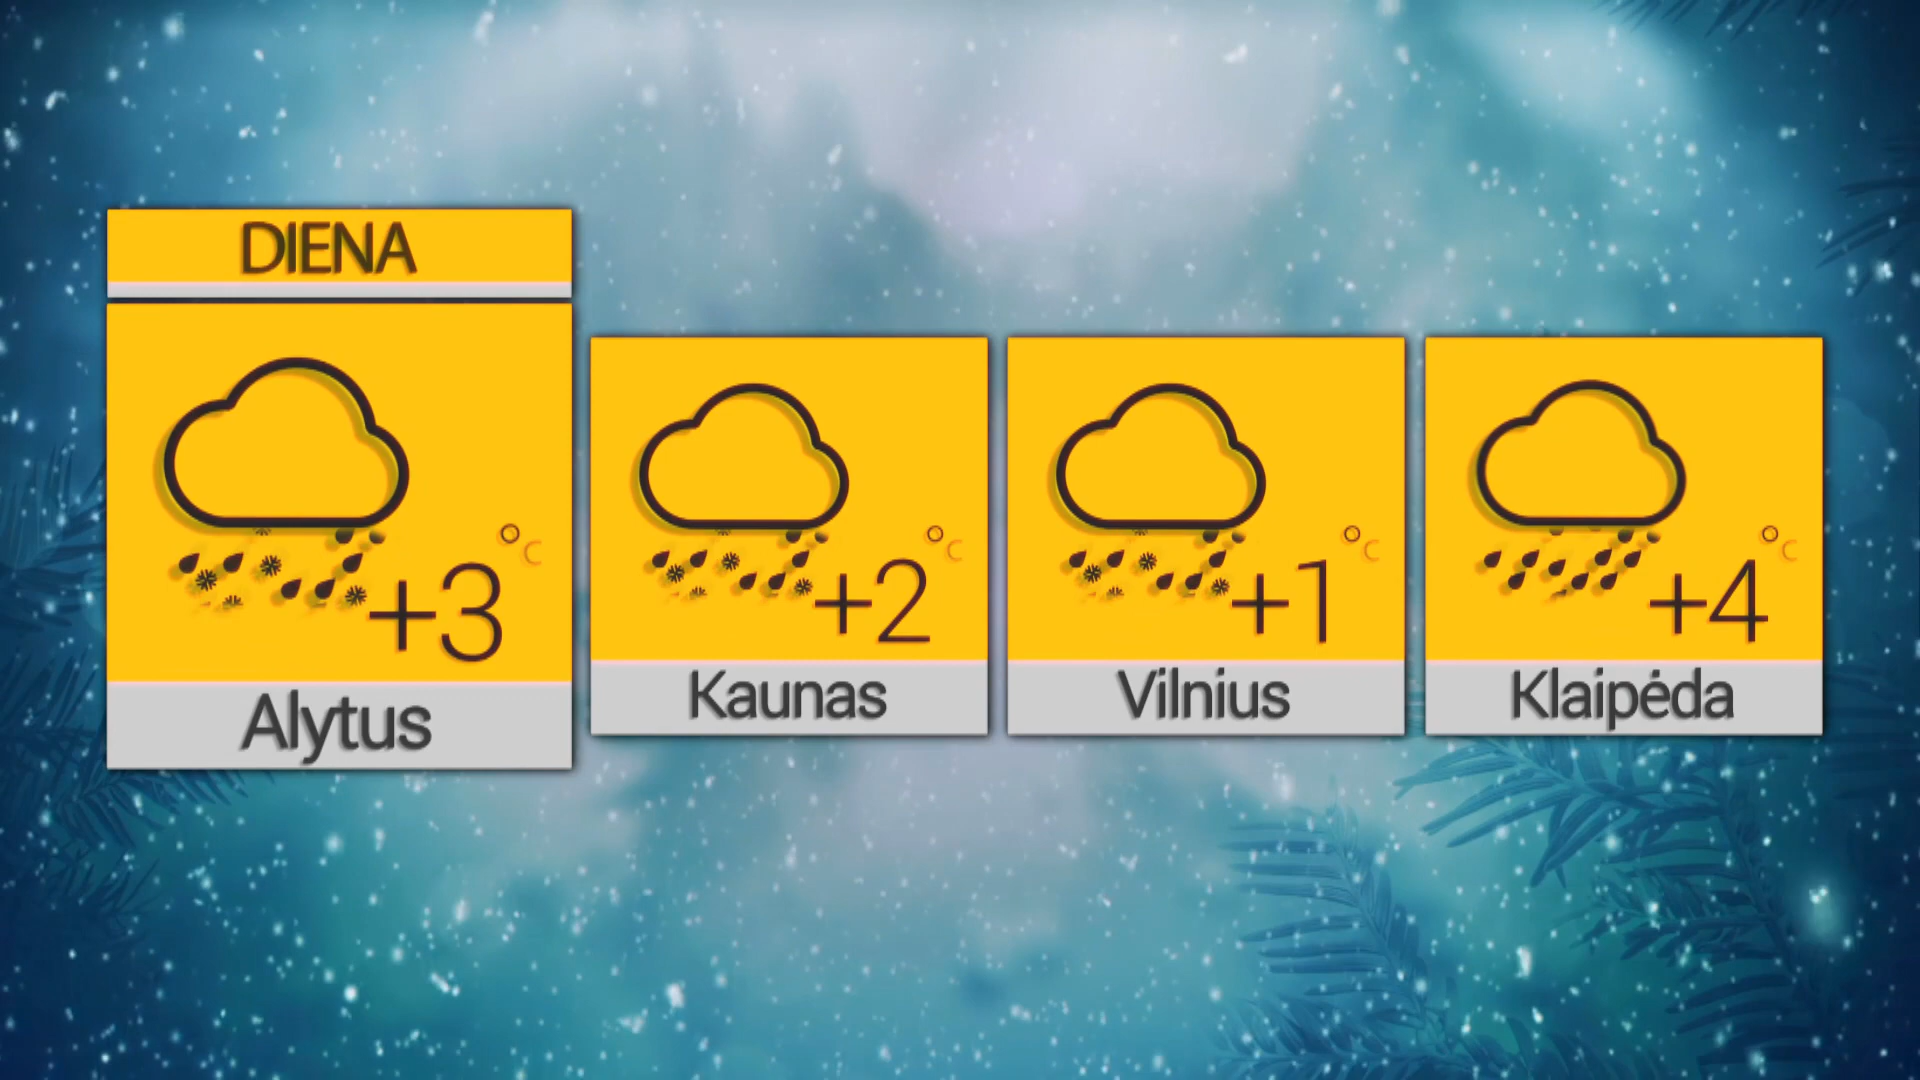 DIENA
+3 °C
Alytus
+2 °C
Kaunas
+1 °C
Vilnius
+4 °C
Klaipėda